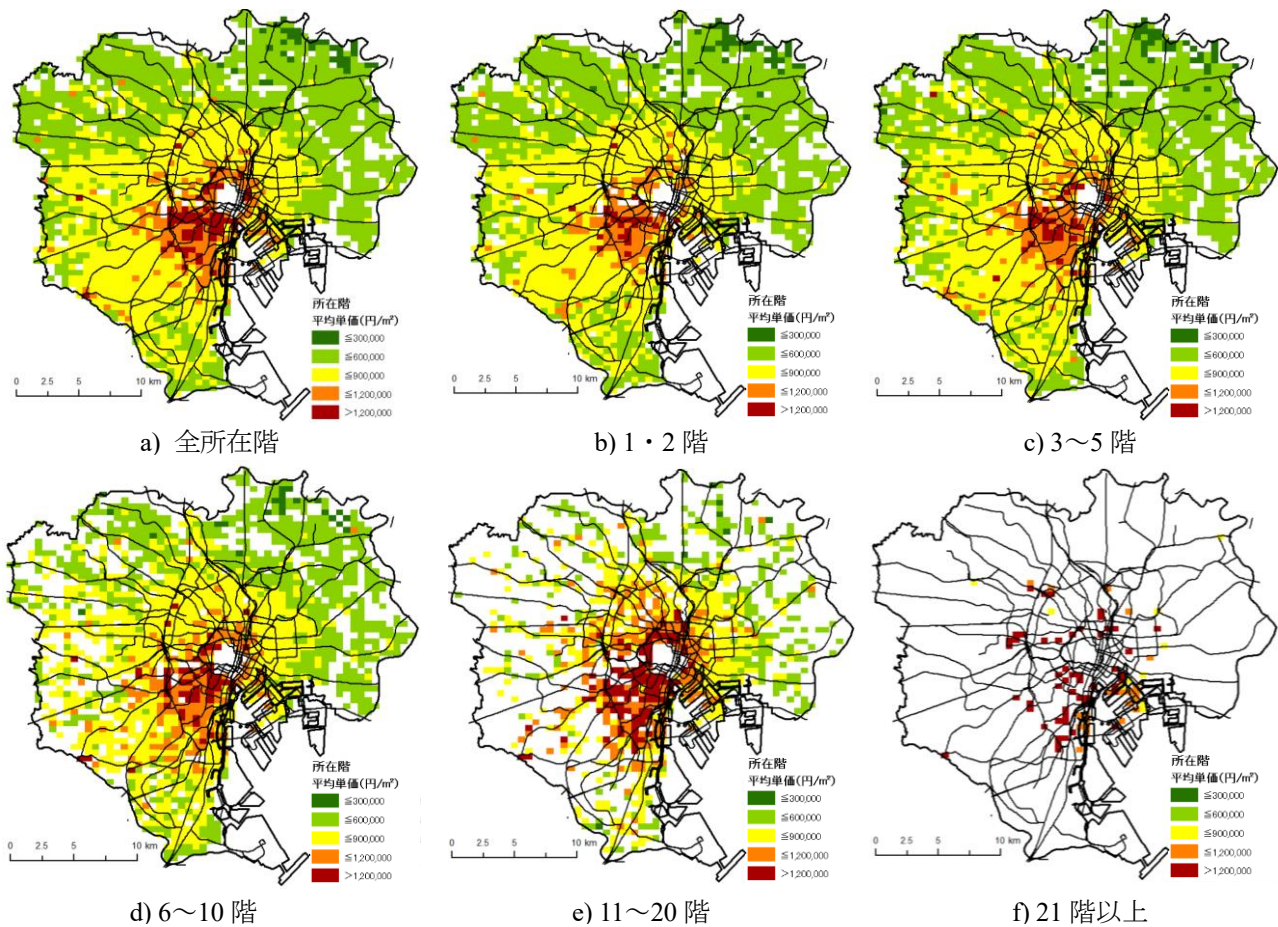 所在階
平均単価(円/㎡)
≦300,000
≦600,000
≦900,000
≦1,200,000
>1,200,000
0 2.5 5 10 km
a) 全所在階
所在階
平均単価(円/㎡)
≦300,000
≦600,000
≦900,000
≦1,200,000
>1,200,000
0 2.5 5 10 km
b) 1・2 階
所在階
平均単価(円/㎡)
≦300,000
≦600,000
≦900,000
≦1,200,000
>1,200,000
0 2.5 5 10 km
c) 3～5 階
所在階
平均単価(円/㎡)
≦300,000
≦600,000
≦900,000
≦1,200,000
>1,200,000
0 2.5 5 10 km
d) 6～10 階
所在階
平均単価(円/㎡)
≦300,000
≦600,000
≦900,000
≦1,200,000
>1,200,000
0 2.5 5 10 km
e) 11～20 階
所在階
平均単価(円/㎡)
≦300,000
≦600,000
≦900,000
≦1,200,000
>1,200,000
0 2.5 5 10 km
f) 21 階以上